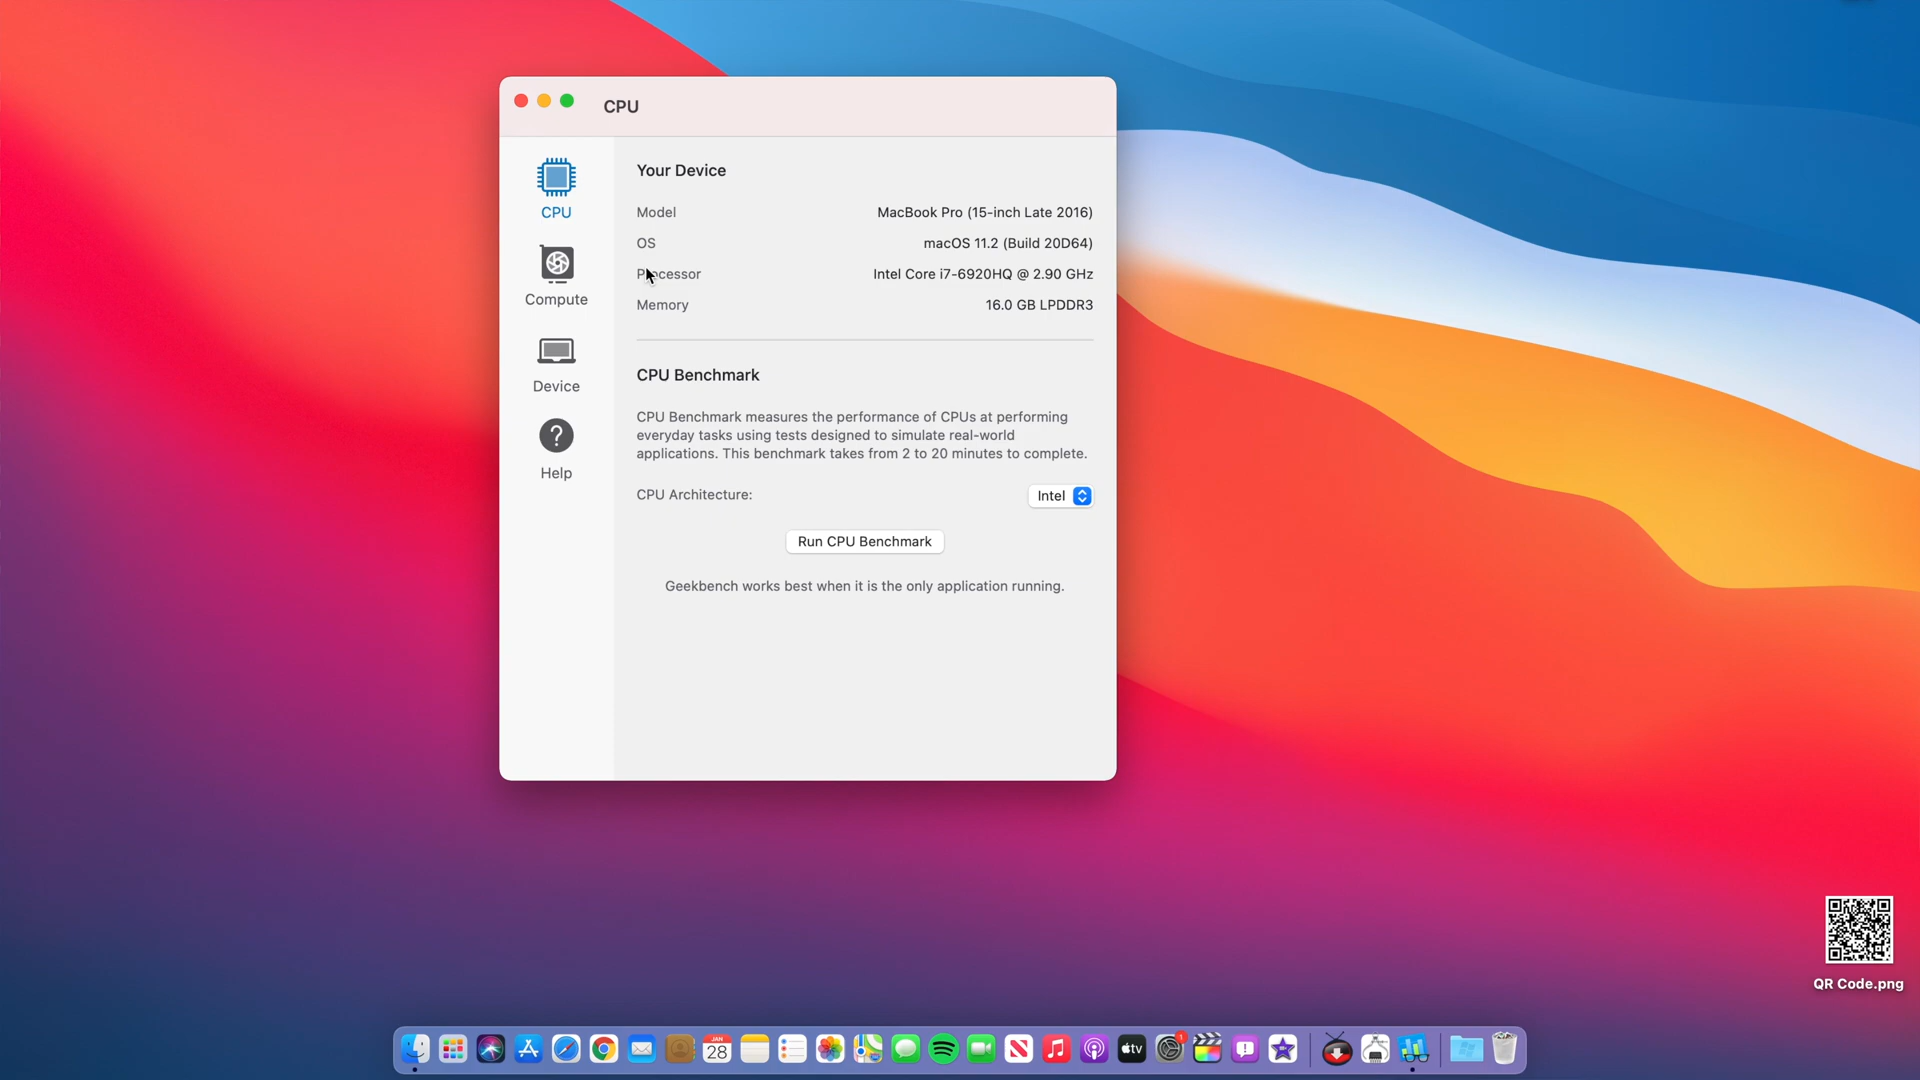 CPU
CPU
Compute
Device
Help
Your Device
Model MacBook Pro (15-inch Late 2016)
OS macOS 11.2 (Build 20D64)
Processor Intel Core i7-6920HQ @ 2.90 GHz
Memory 16.0 GB LPDDR3
CPU Benchmark
CPU Benchmark measures the performance of CPUs at performing
everyday tasks using tests designed to simulate real-world
applications. This benchmark takes from 2 to 20 minutes to complete.
CPU Architecture: Intel
Run CPU Benchmark
Geekbench works best when it is the only application running.
QR Code.png
JAN
28
tv
1